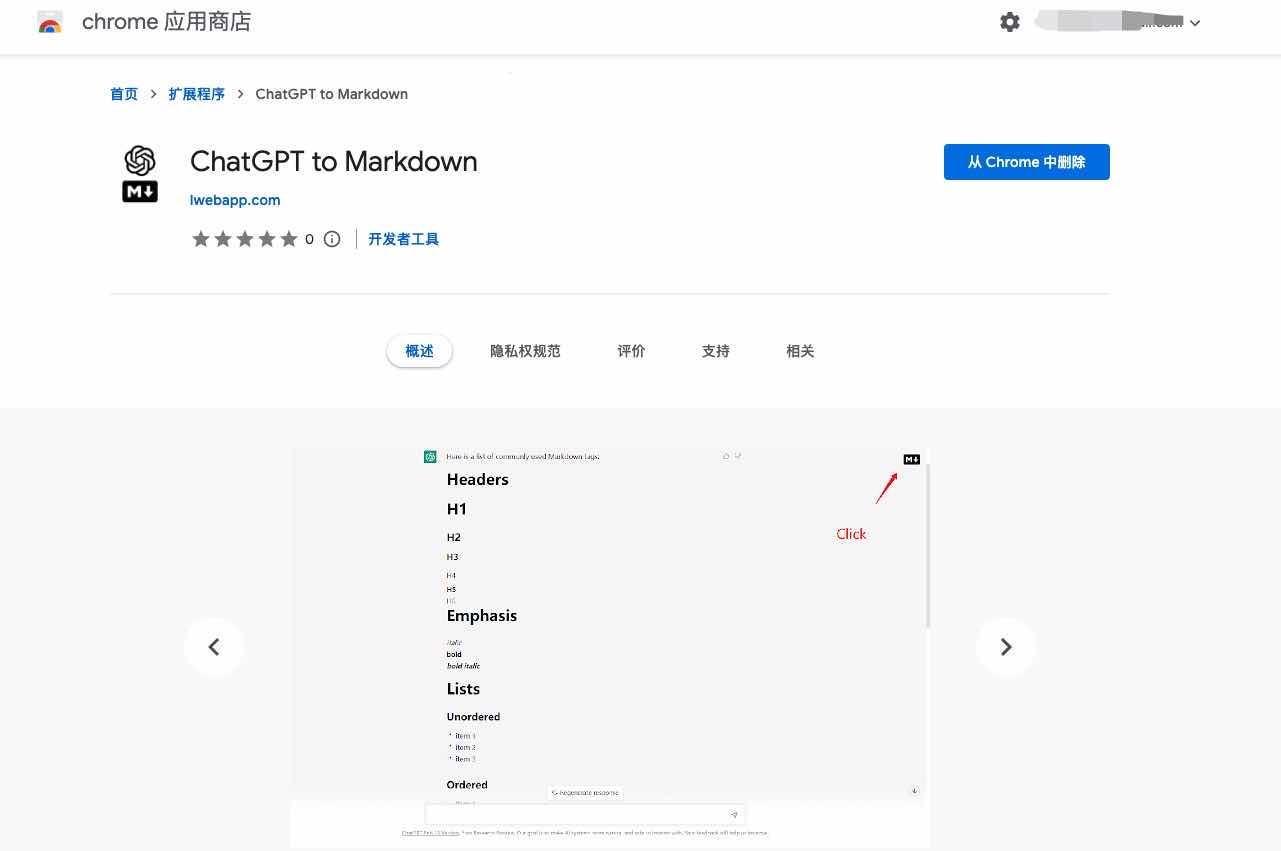 chrome 应用商店
首页 > 扩展程序 > ChatGPT to Markdown
ChatGPT to Markdown
从 Chrome 中删除
M
lwebapp.com
0
开发者工具
概述
隐私权规范
评价
支持
相关
Here is a list of commonly used Markdown tags:
M
Headers
H1
Click
H2
H3
H4
H5
H6
Emphasis
italic
bold
bold italic
Lists
Unordered
item 1
item 2
item 3
Ordered
Regenerate response